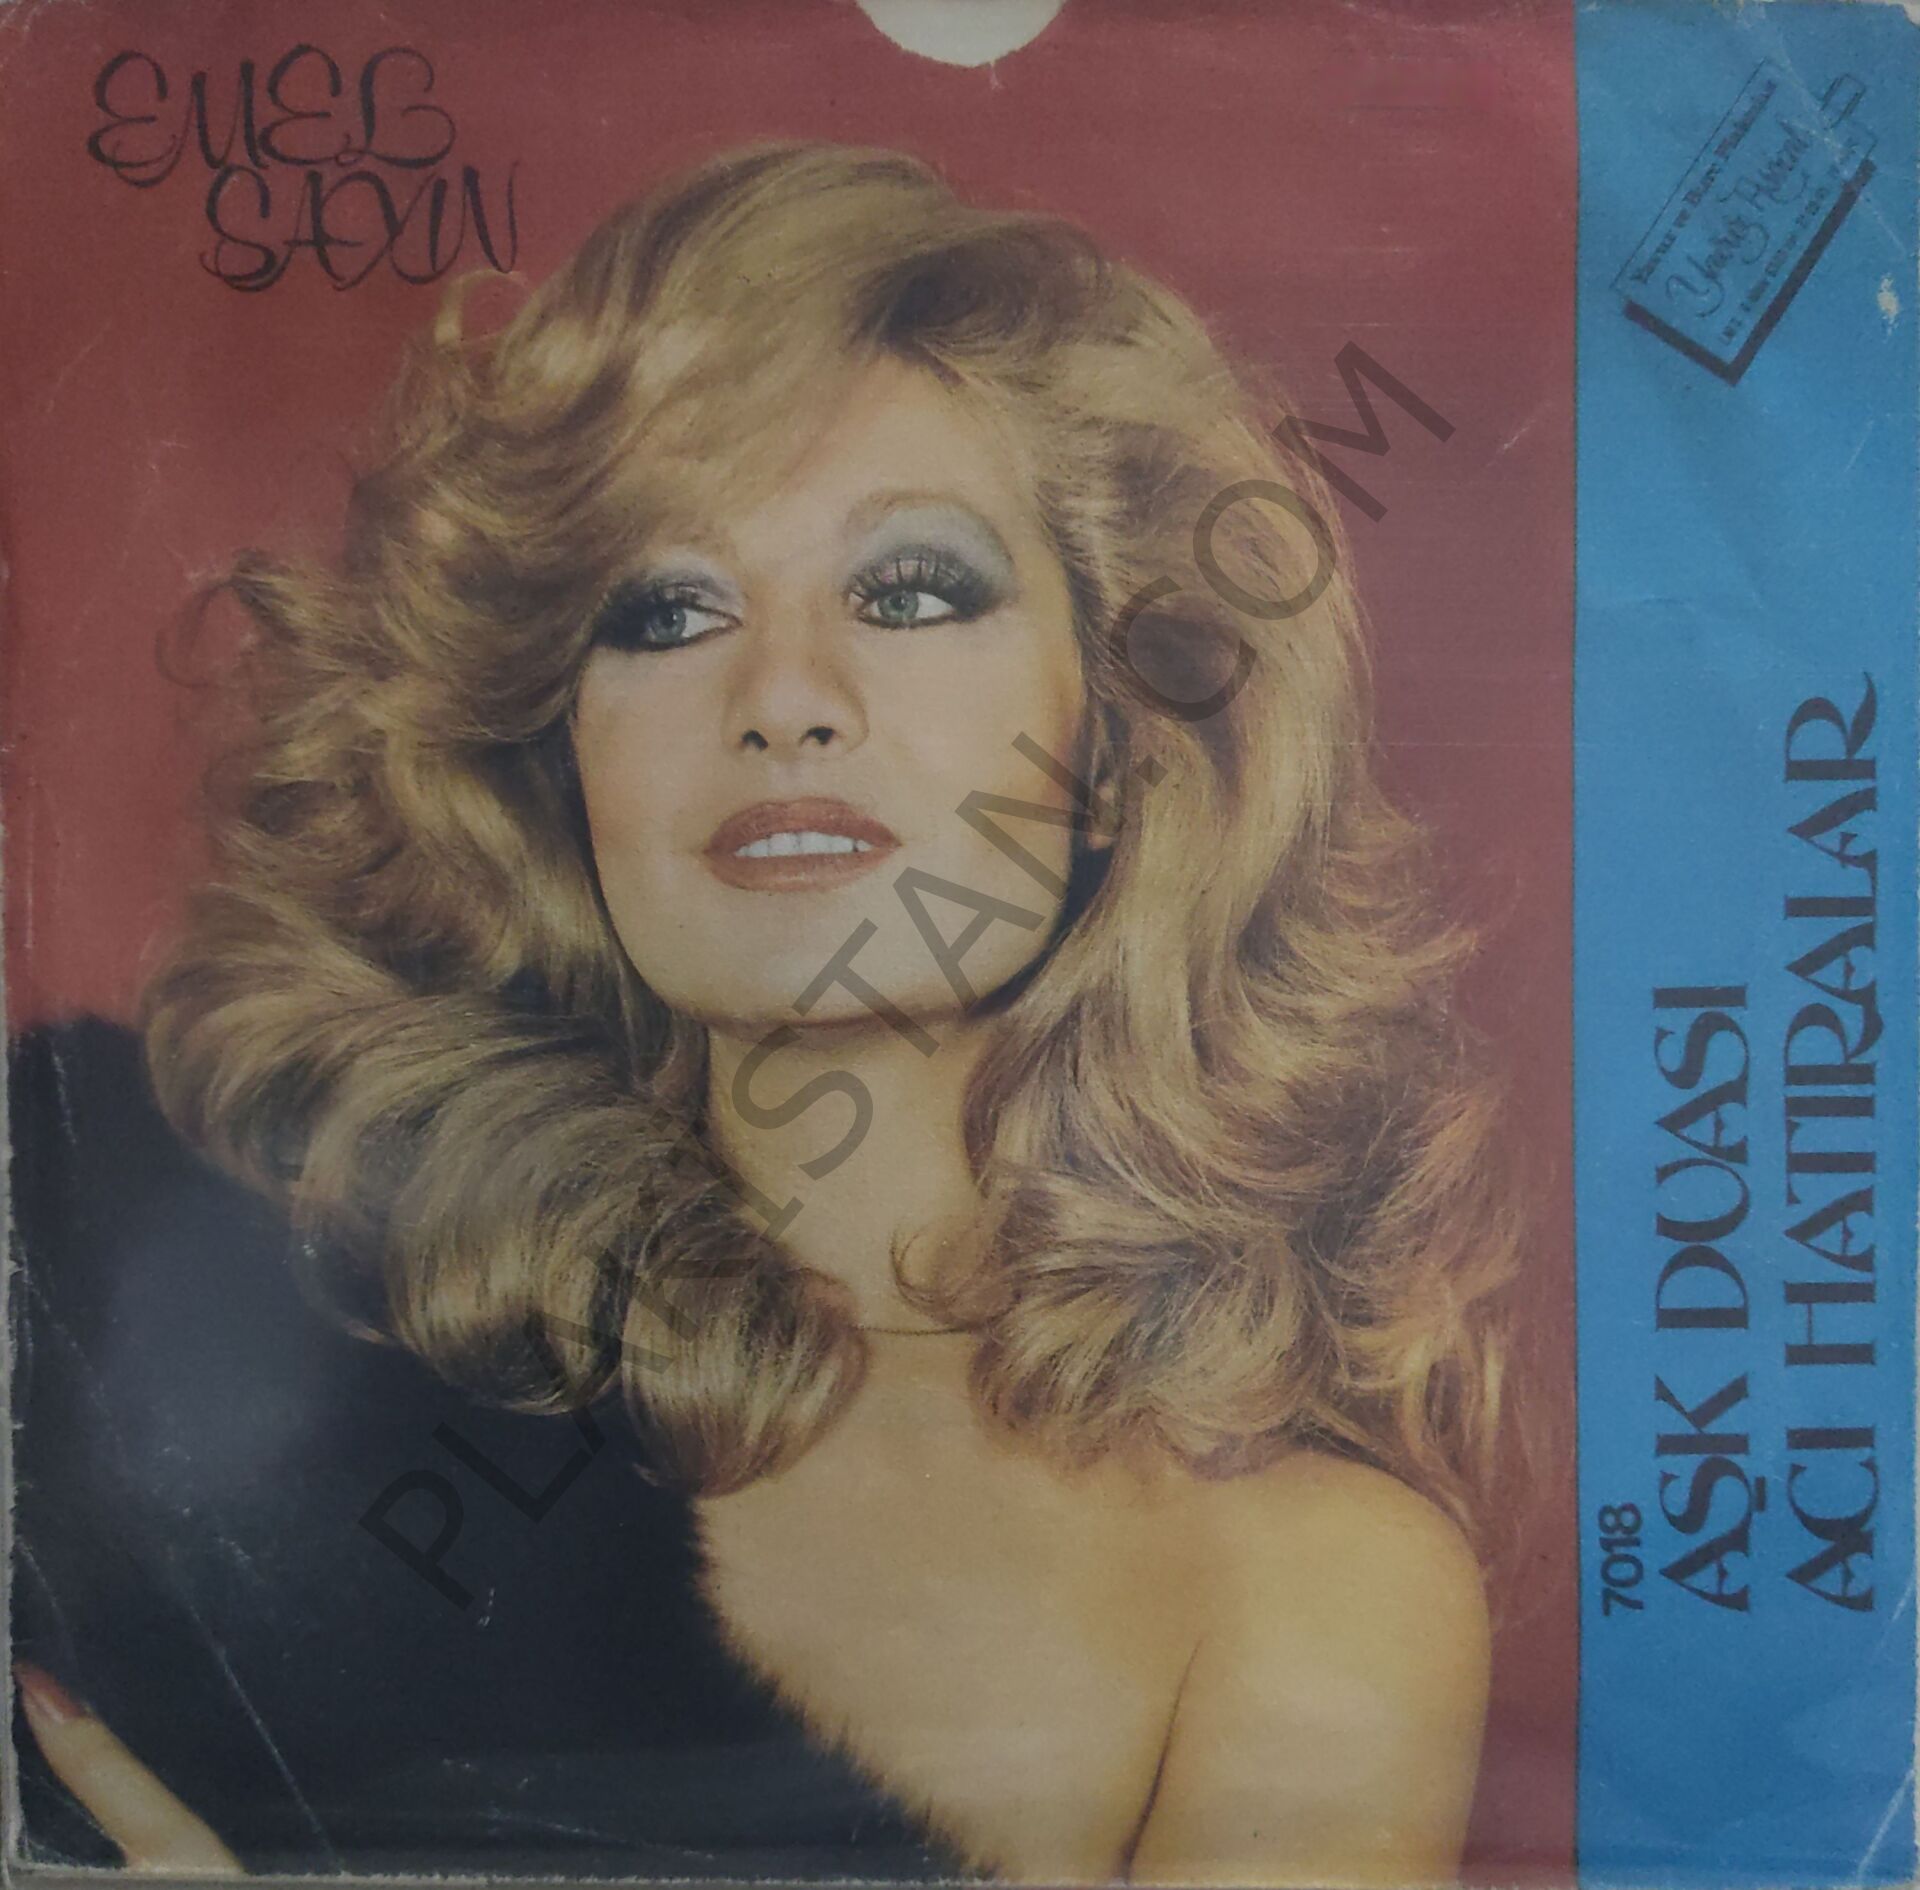 EMEL
SAYIN
7018
AŞK DUASI
ACI HATIRALAR
PLAKiSTAN.COM